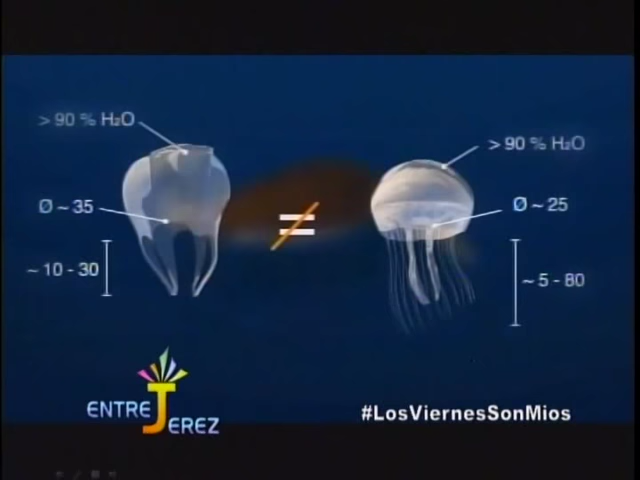 > 90 % H₂O
Ø ~ 35
~ 10 - 30
≠
> 90 % H₂O
Ø ~ 25
~ 5 - 80
ENTRE JEREZ
#LosViernesSonMios